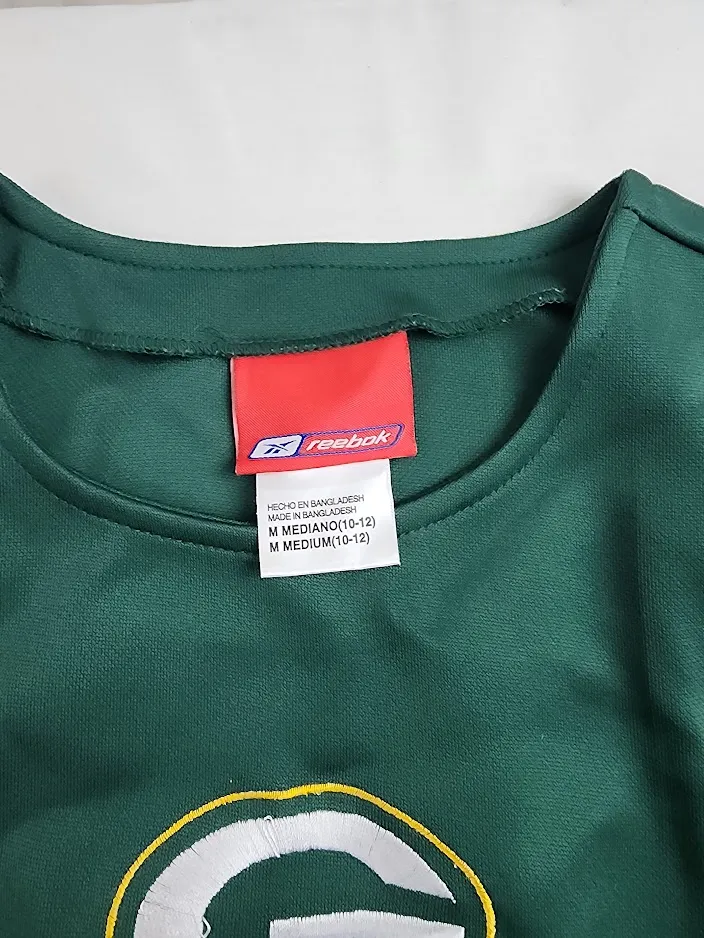 reebok
HECHO EN BANGLADESH
MADE IN BANGLADESH
M MEDIANO(10-12)
M MEDIUM(10-12)
G